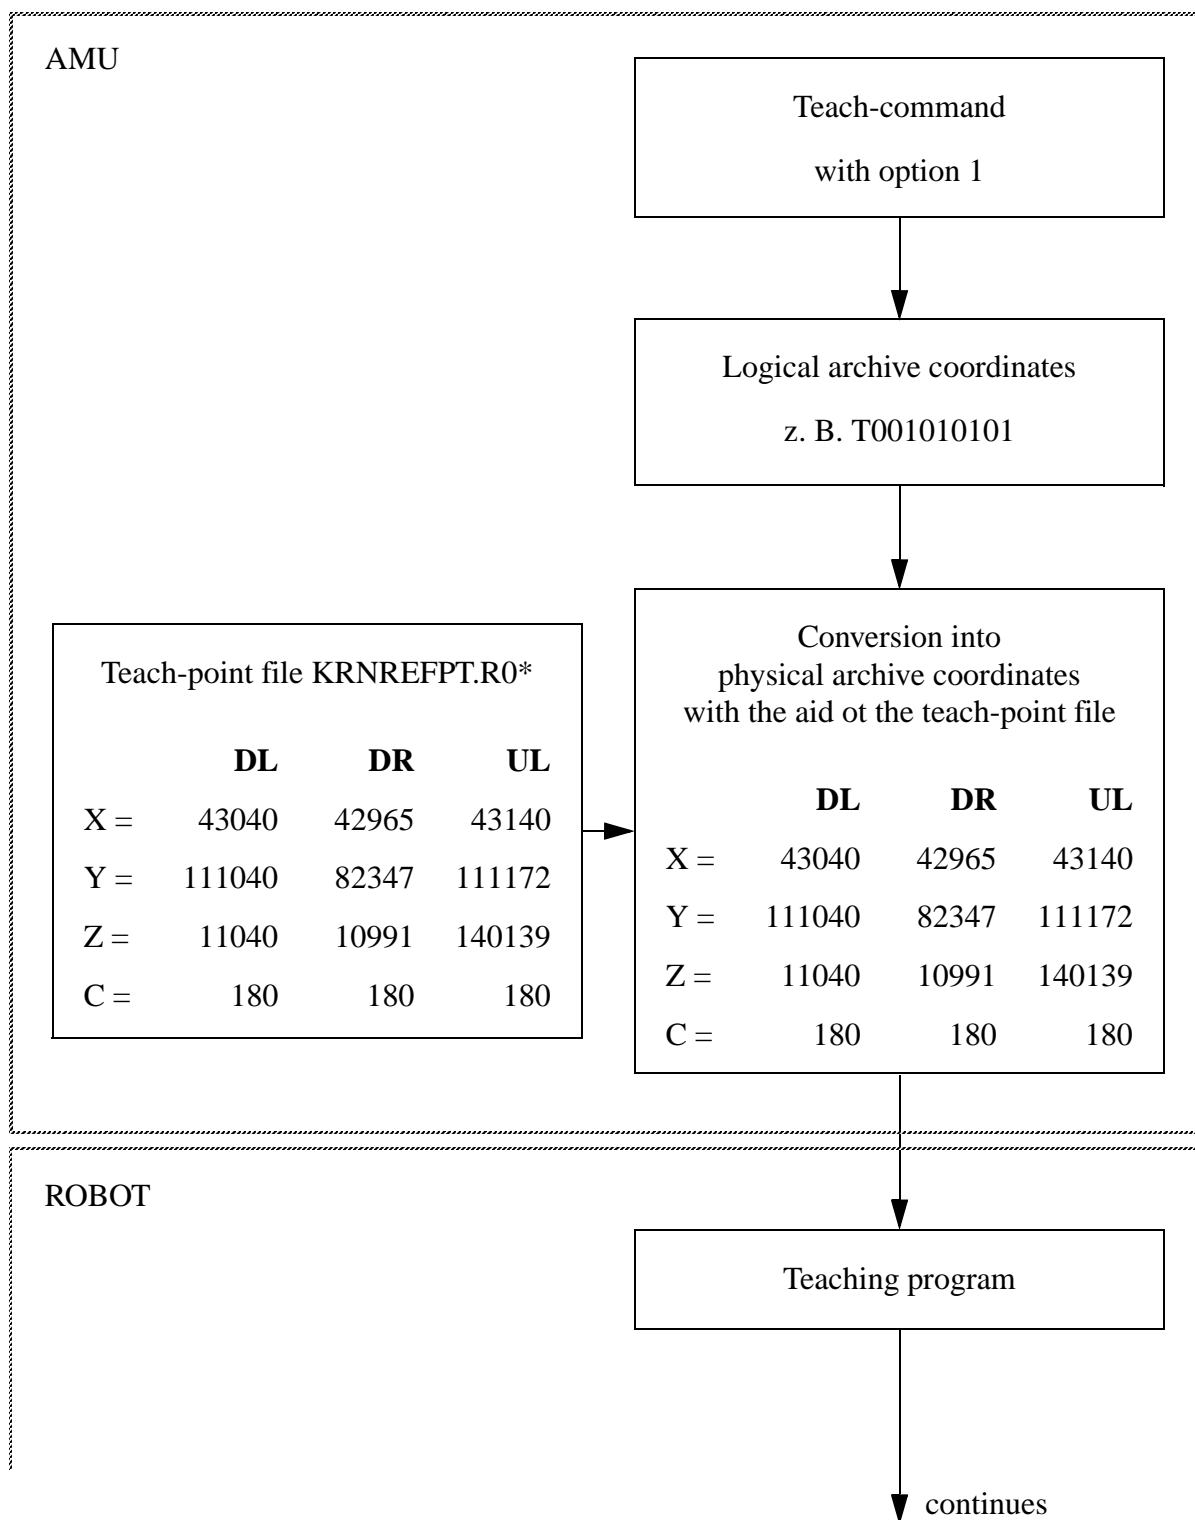 AMU
Teach-command
with option 1
Logical archive coordinates
z. B. T001010101
Teach-point file KRNREFPT.R0*
DL DR UL
X = 43040 42965 43140
Y = 111040 82347 111172
Z = 11040 10991 140139
C = 180 180 180
Conversion into
physical archive coordinates
with the aid ot the teach-point file
DL DR UL
X = 43040 42965 43140
Y = 111040 82347 111172
Z = 11040 10991 140139
C = 180 180 180
ROBOT
Teaching program
continues